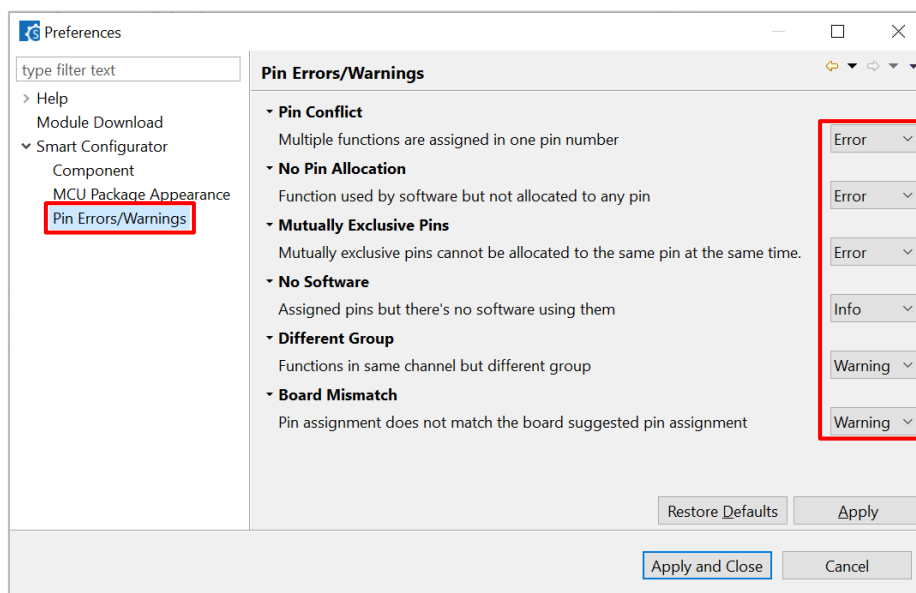 Preferences
type filter text
Help
Module Download
Smart Configurator
Component
MCU Package Appearance
Pin Errors/Warnings
Pin Errors/Warnings
Pin Conflict
Multiple functions are assigned in one pin number
Error
No Pin Allocation
Function used by software but not allocated to any pin
Error
Mutually Exclusive Pins
Mutually exclusive pins cannot be allocated to the same pin at the same time.
Error
No Software
Assigned pins but there's no software using them
Info
Different Group
Functions in same channel but different group
Warning
Board Mismatch
Pin assignment does not match the board suggested pin assignment
Warning
Restore Defaults
Apply
Apply and Close
Cancel